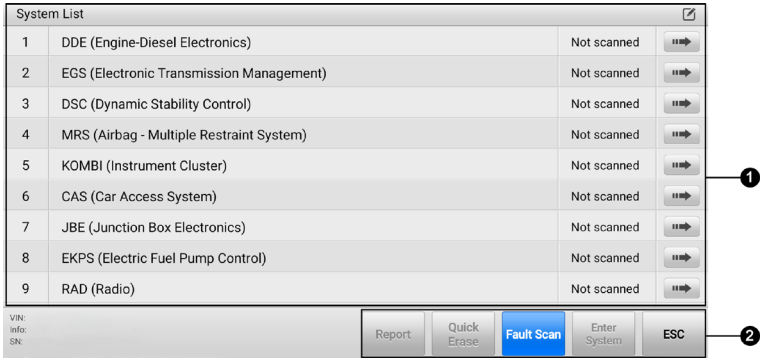 System List
1 DDE (Engine-Diesel Electronics) Not scanned
2 EGS (Electronic Transmission Management) Not scanned
3 DSC (Dynamic Stability Control) Not scanned
4 MRS (Airbag - Multiple Restraint System) Not scanned
5 KOMBI (Instrument Cluster) Not scanned
6 CAS (Car Access System) Not scanned
7 JBE (Junction Box Electronics) Not scanned
8 EKPS (Electric Fuel Pump Control) Not scanned
9 RAD (Radio) Not scanned
1
VIN:
Info:
SN:
Report
Quick
Erase
Fault Scan
Enter
System
ESC
2